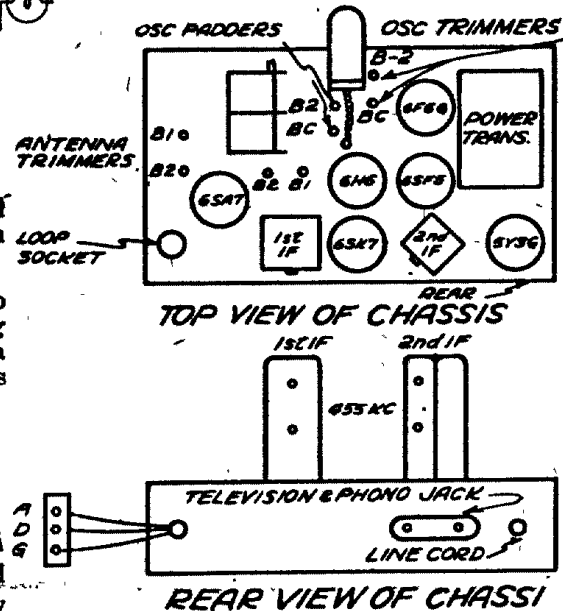 OSC PADDERS
OSC TRIMMERS
B-2
B2
BC
BC
6F6G
POWER
TRANS.
B1
ANTENNA
TRIMMERS
B2
B2
B1
6SA7
6H6
6SF5
LOOP
SOCKET
1st
IF
6SK7
2nd
IF
5Y3G
REAR
TOP VIEW OF CHASSIS
1st IF
2nd IF
455 KC
TELEVISION & PHONO JACK
A
D
G
LINE CORD
REAR VIEW OF CHASSI